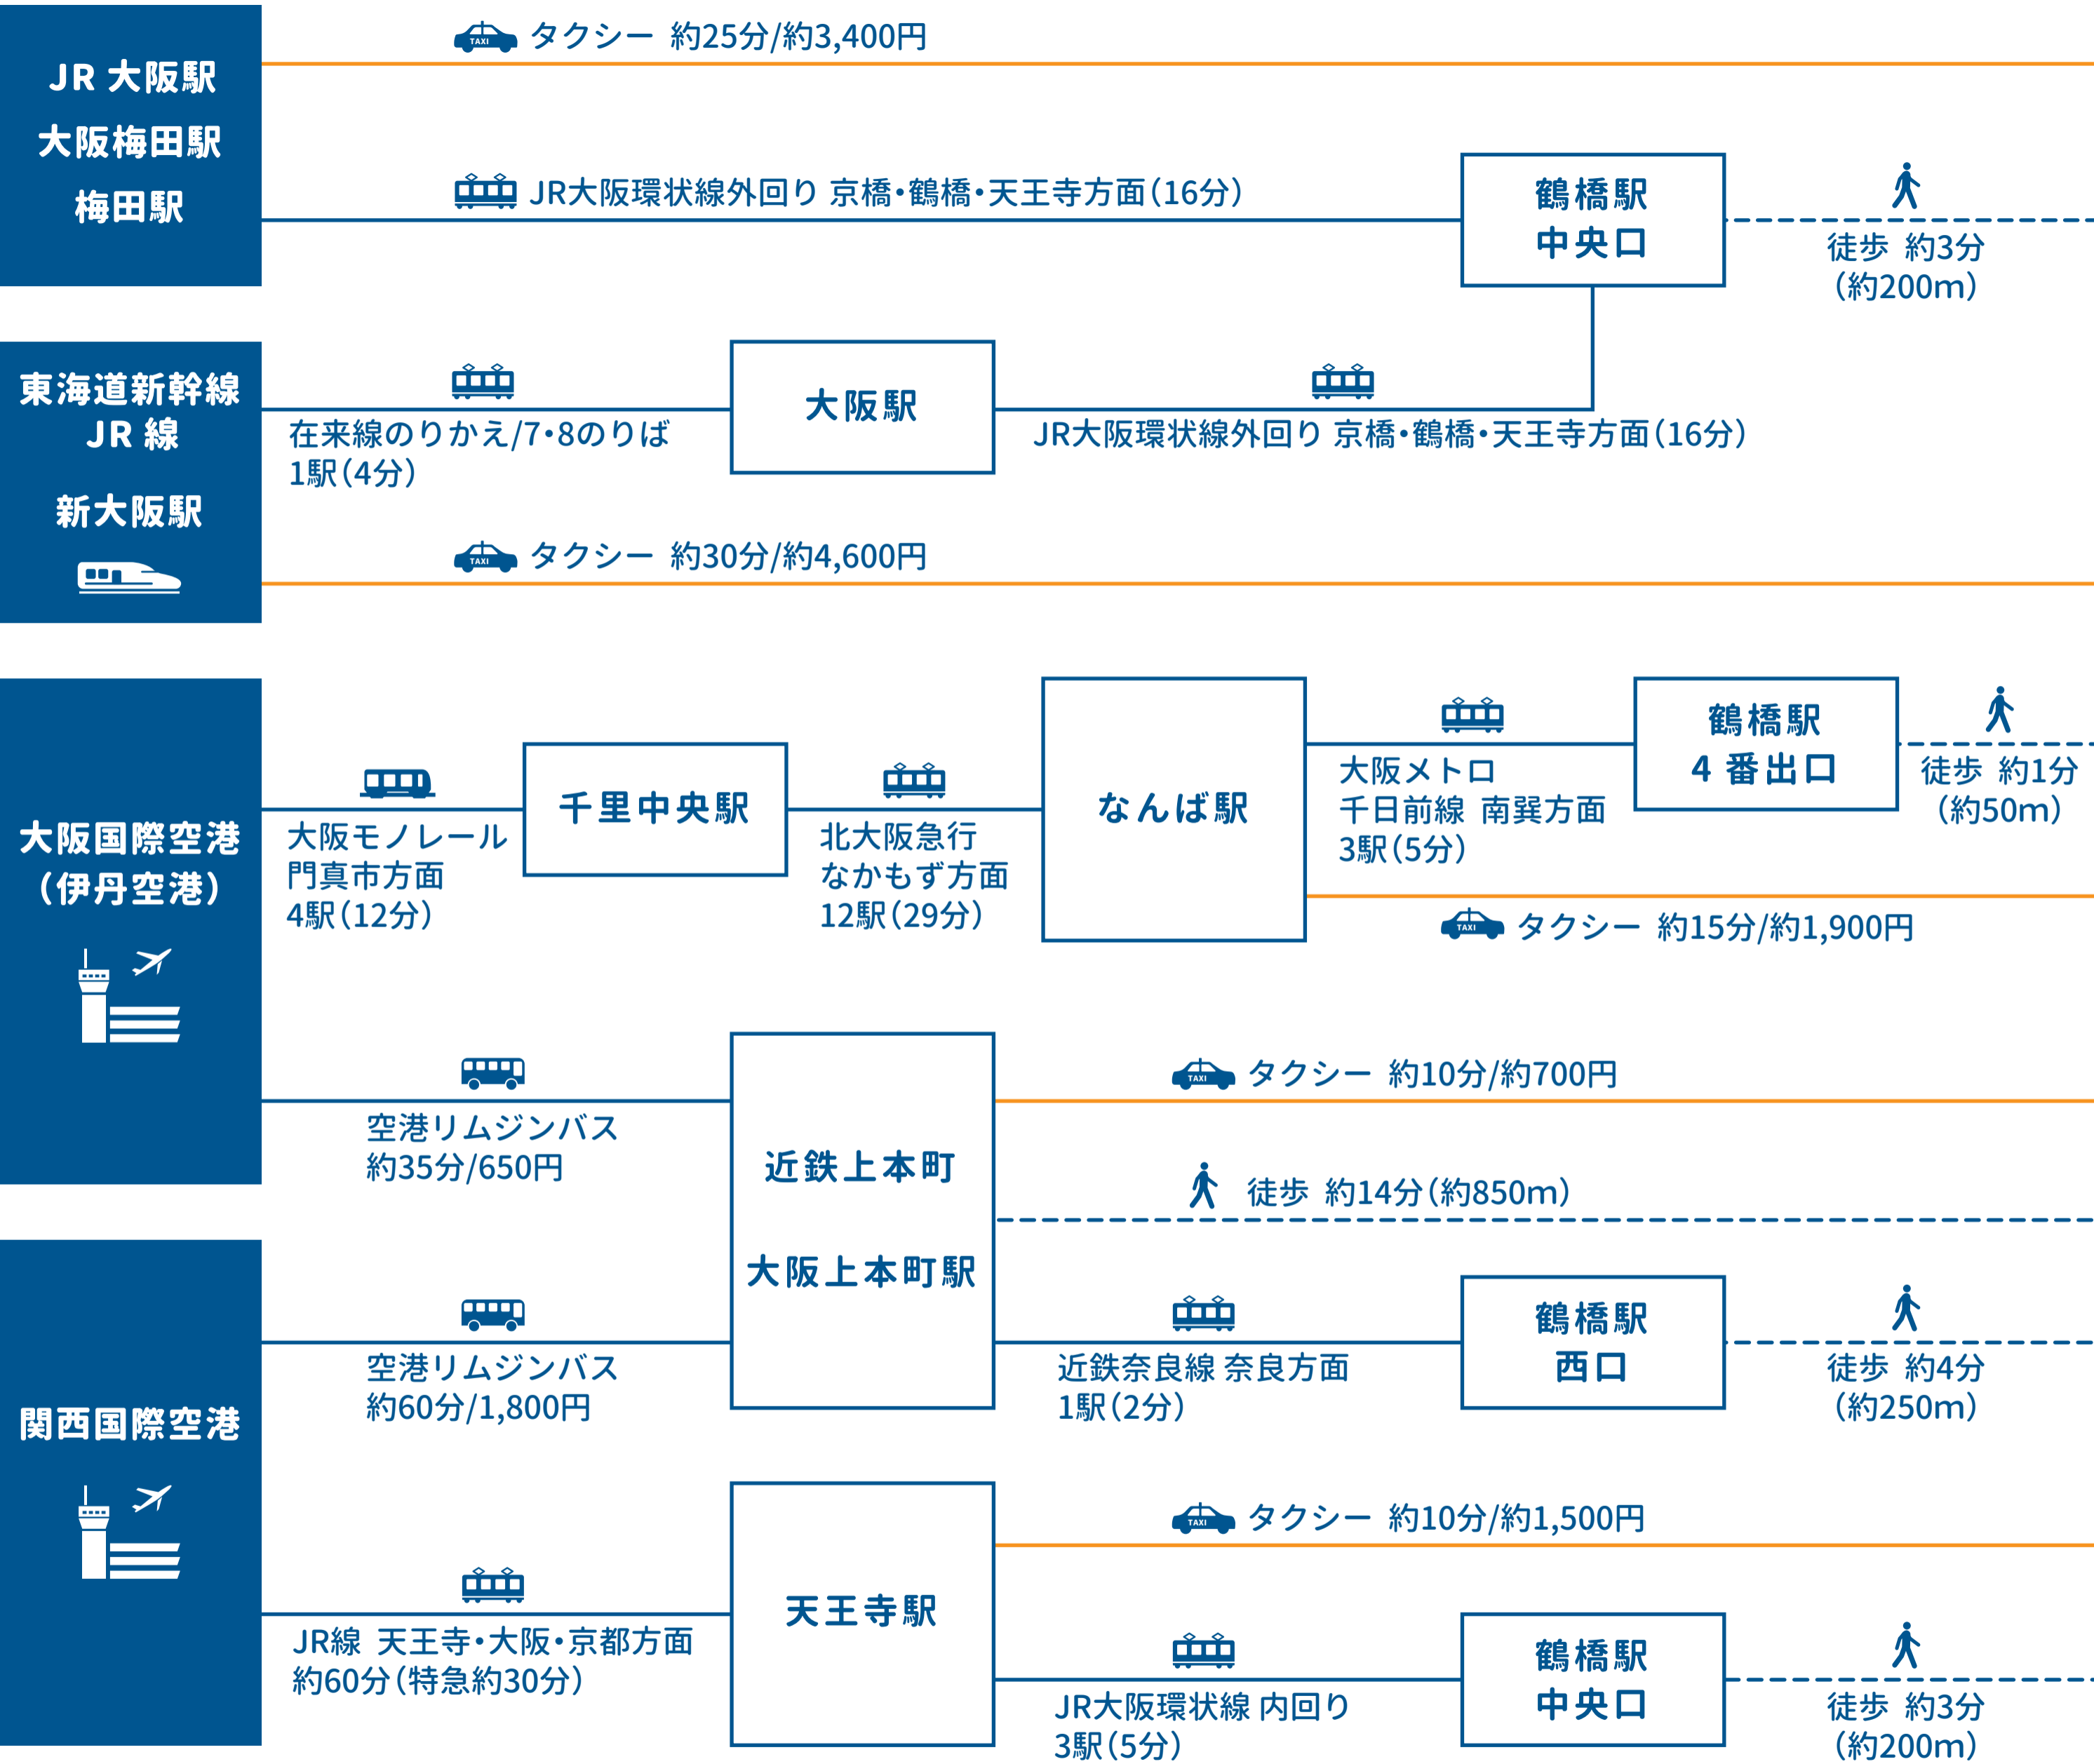 JR 大阪駅
大阪梅田駅
梅田駅
TAXI タクシー 約25分/約3,400円
JR大阪環状線外回り 京橋・鶴橋・天王寺方面（16分）
鶴橋駅
中央口
徒歩 約3分
（約200m）
東海道新幹線
JR 線
新大阪駅
在来線のりかえ/7・8のりば
1駅（4分）
大阪駅
JR大阪環状線外回り 京橋・鶴橋・天王寺方面（16分）
TAXI タクシー 約30分/約4,600円
大阪国際空港
（伊丹空港）
大阪モノレール
門真市方面
4駅（12分）
千里中央駅
北大阪急行
なかもず方面
12駅（29分）
なんば駅
大阪メトロ
千日前線 南巽方面
3駅（5分）
鶴橋駅
4 番出口
徒歩 約1分
（約50m）
TAXI タクシー 約15分/約1,900円
空港リムジンバス
約35分/650円
近鉄上本町
大阪上本町駅
TAXI タクシー 約10分/約700円
徒歩 約14分（約850m）
関西国際空港
空港リムジンバス
約60分/1,800円
近鉄奈良線 奈良方面
1駅（2分）
鶴橋駅
西口
徒歩 約4分
（約250m）
JR線 天王寺・大阪・京都方面
約60分（特急約30分）
天王寺駅
TAXI タクシー 約10分/約1,500円
JR大阪環状線 内回り
3駅（5分）
鶴橋駅
中央口
徒歩 約3分
（約200m）